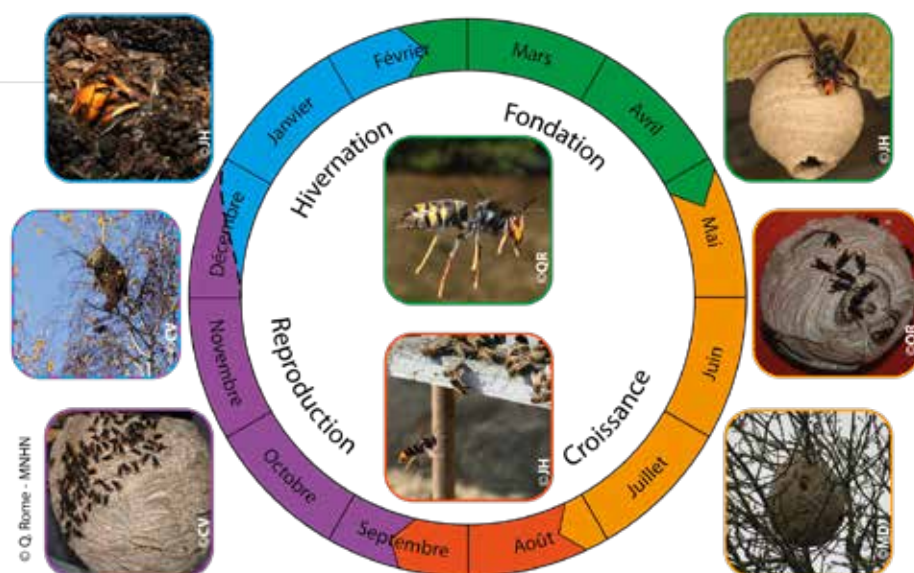 Janvier
Février
Mars
Avril
Mai
Juin
Juillet
Août
Septembre
Octobre
Novembre
Décembre
Hivernation
Fondation
Croissance
Reproduction
©JH
©JH
©CV
©QR
©QR
©CV
©JH
©MDJ
© Q. Rome - MNHN